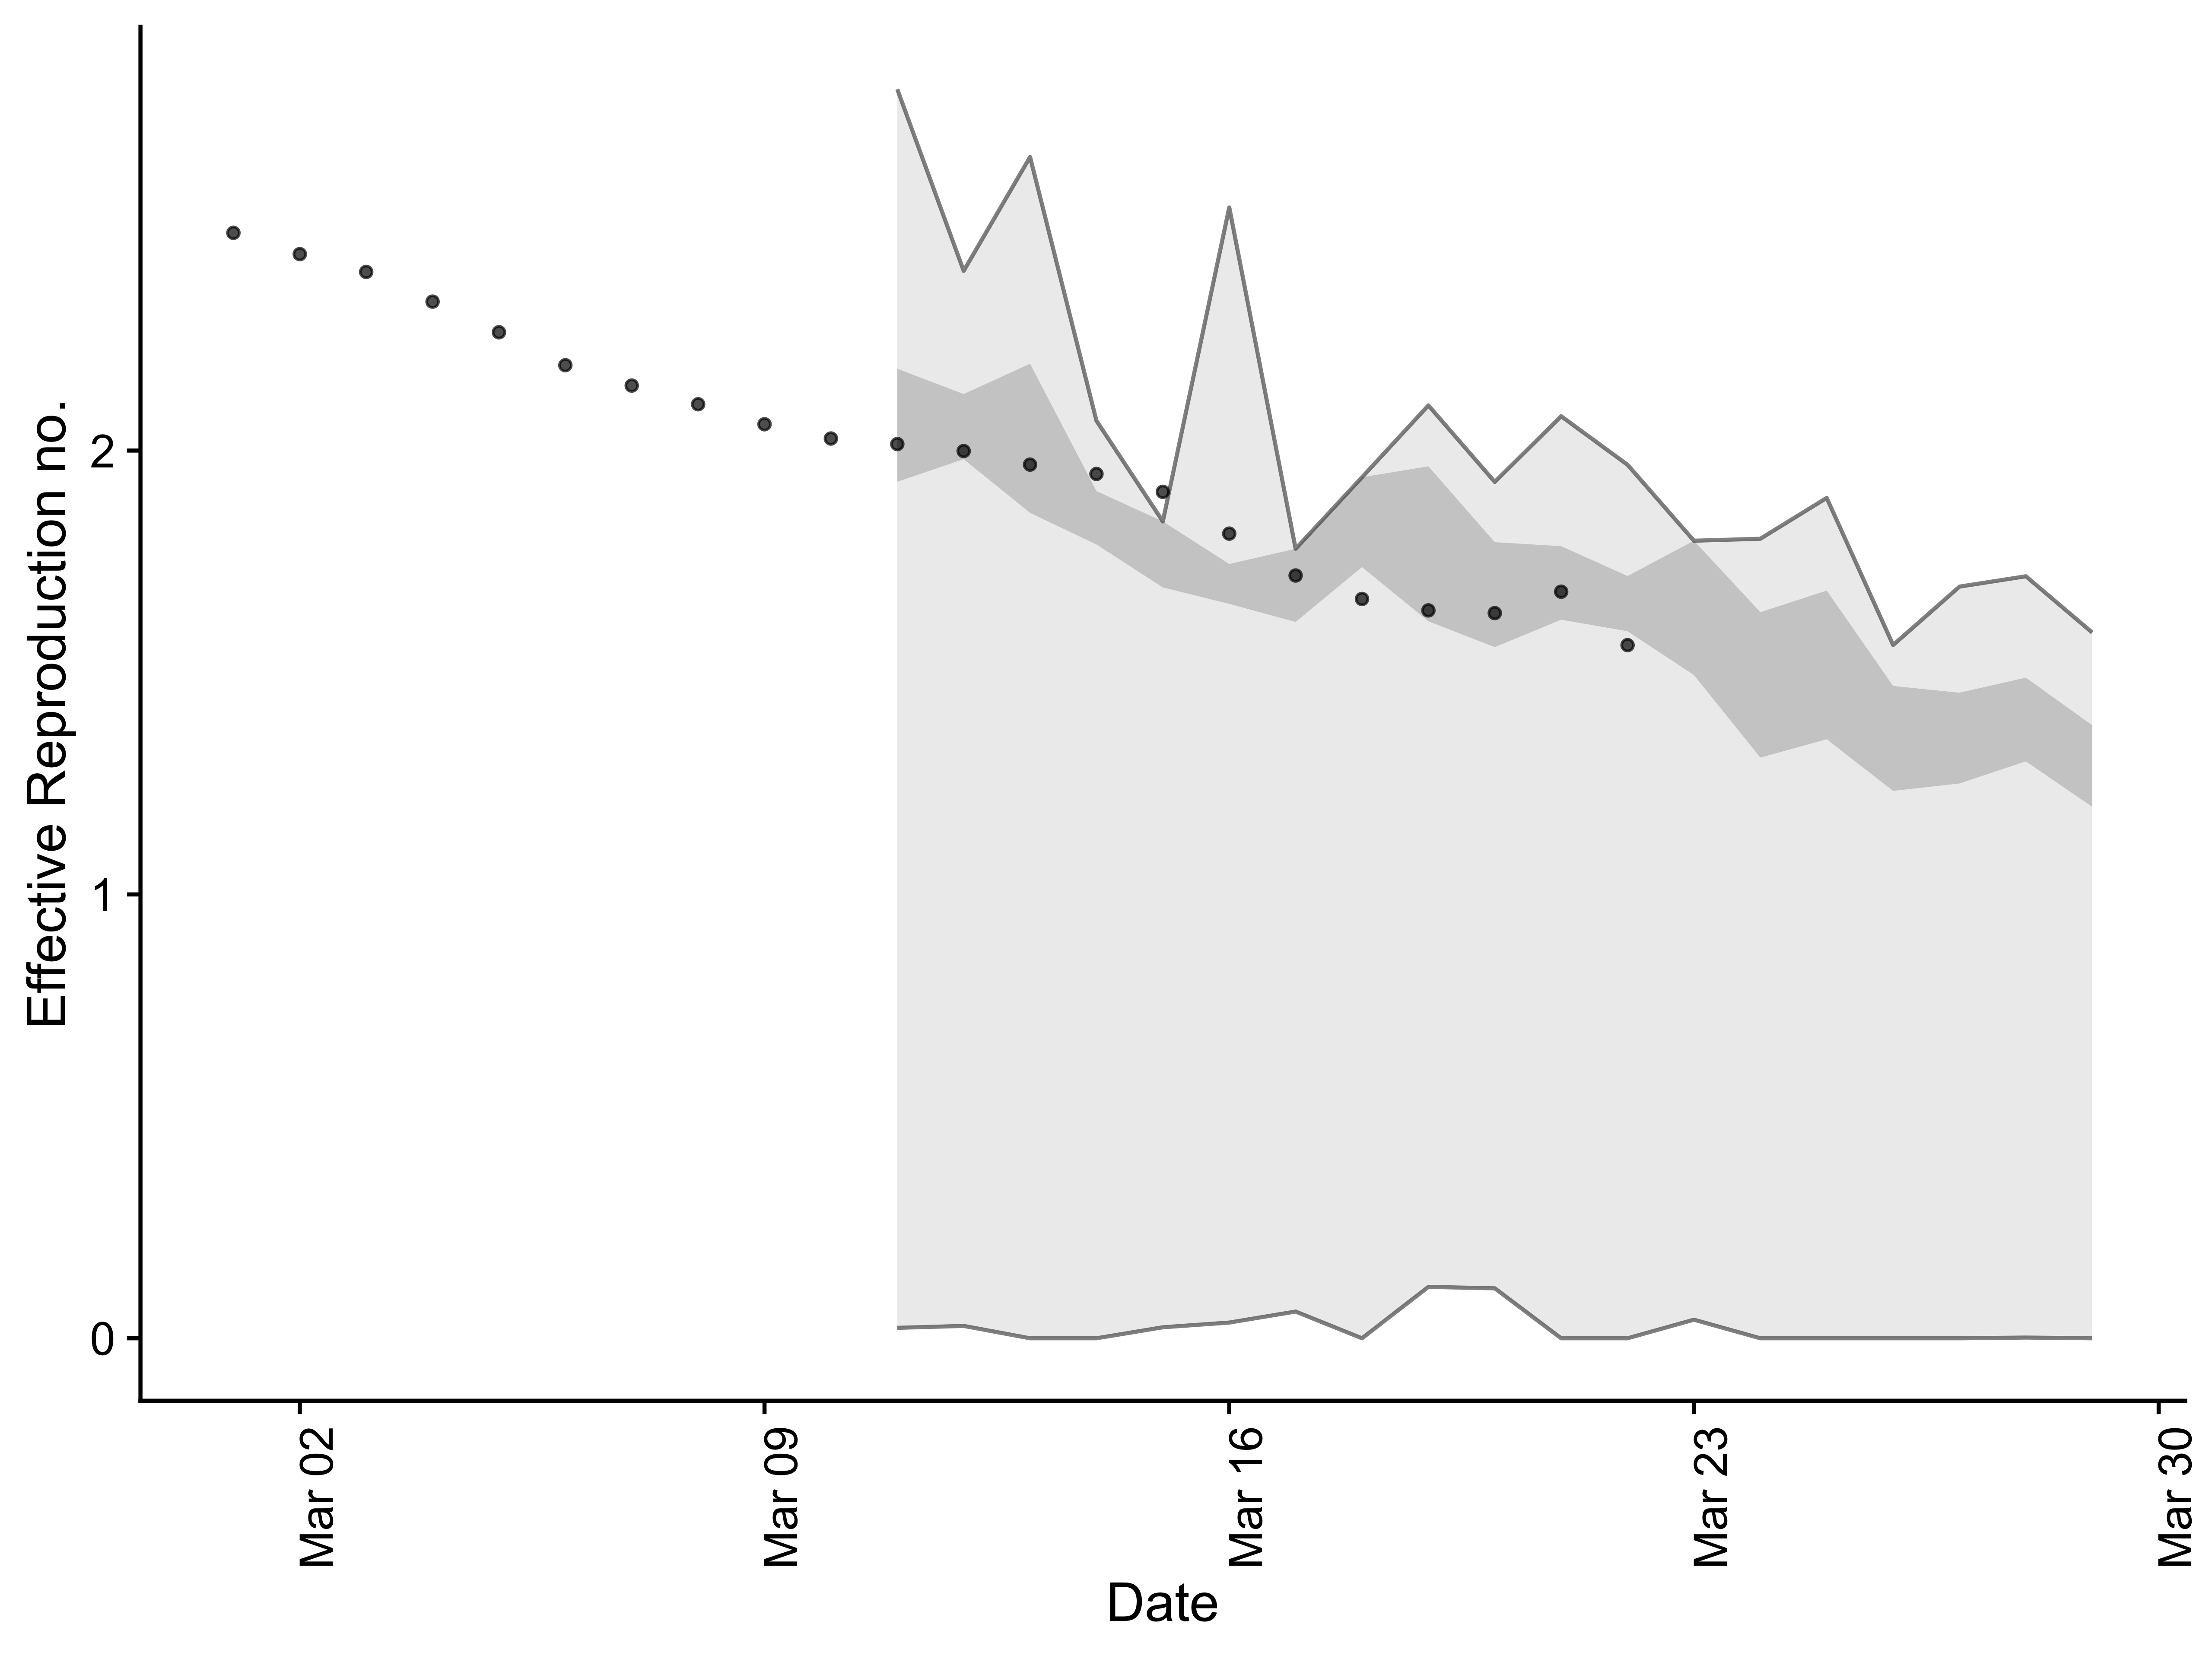 Effective Reproduction no.
2
1
0
Mar 02
Mar 09
Mar 16
Mar 23
Mar 30
Date